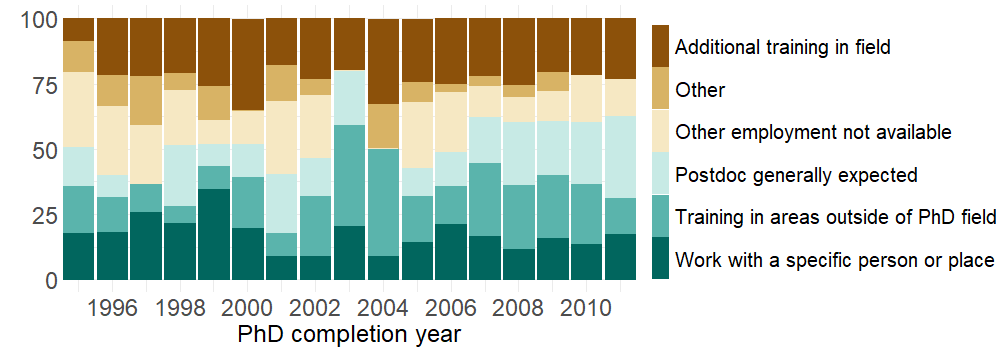 100
75
50
25
0
1996 1998 2000 2002 2004 2006 2008 2010
PhD completion year
Additional training in field
Other
Other employment not available
Postdoc generally expected
Training in areas outside of PhD field
Work with a specific person or place